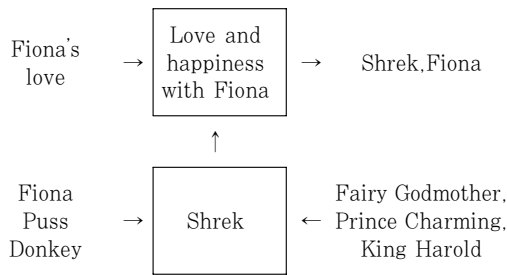 Fiona's
love
→
Love and
happiness
with Fiona
→
Shrek,Fiona
↑
Fiona
Puss
Donkey
→
Shrek
←
Fairy Godmother,
Prince Charming,
King Harold